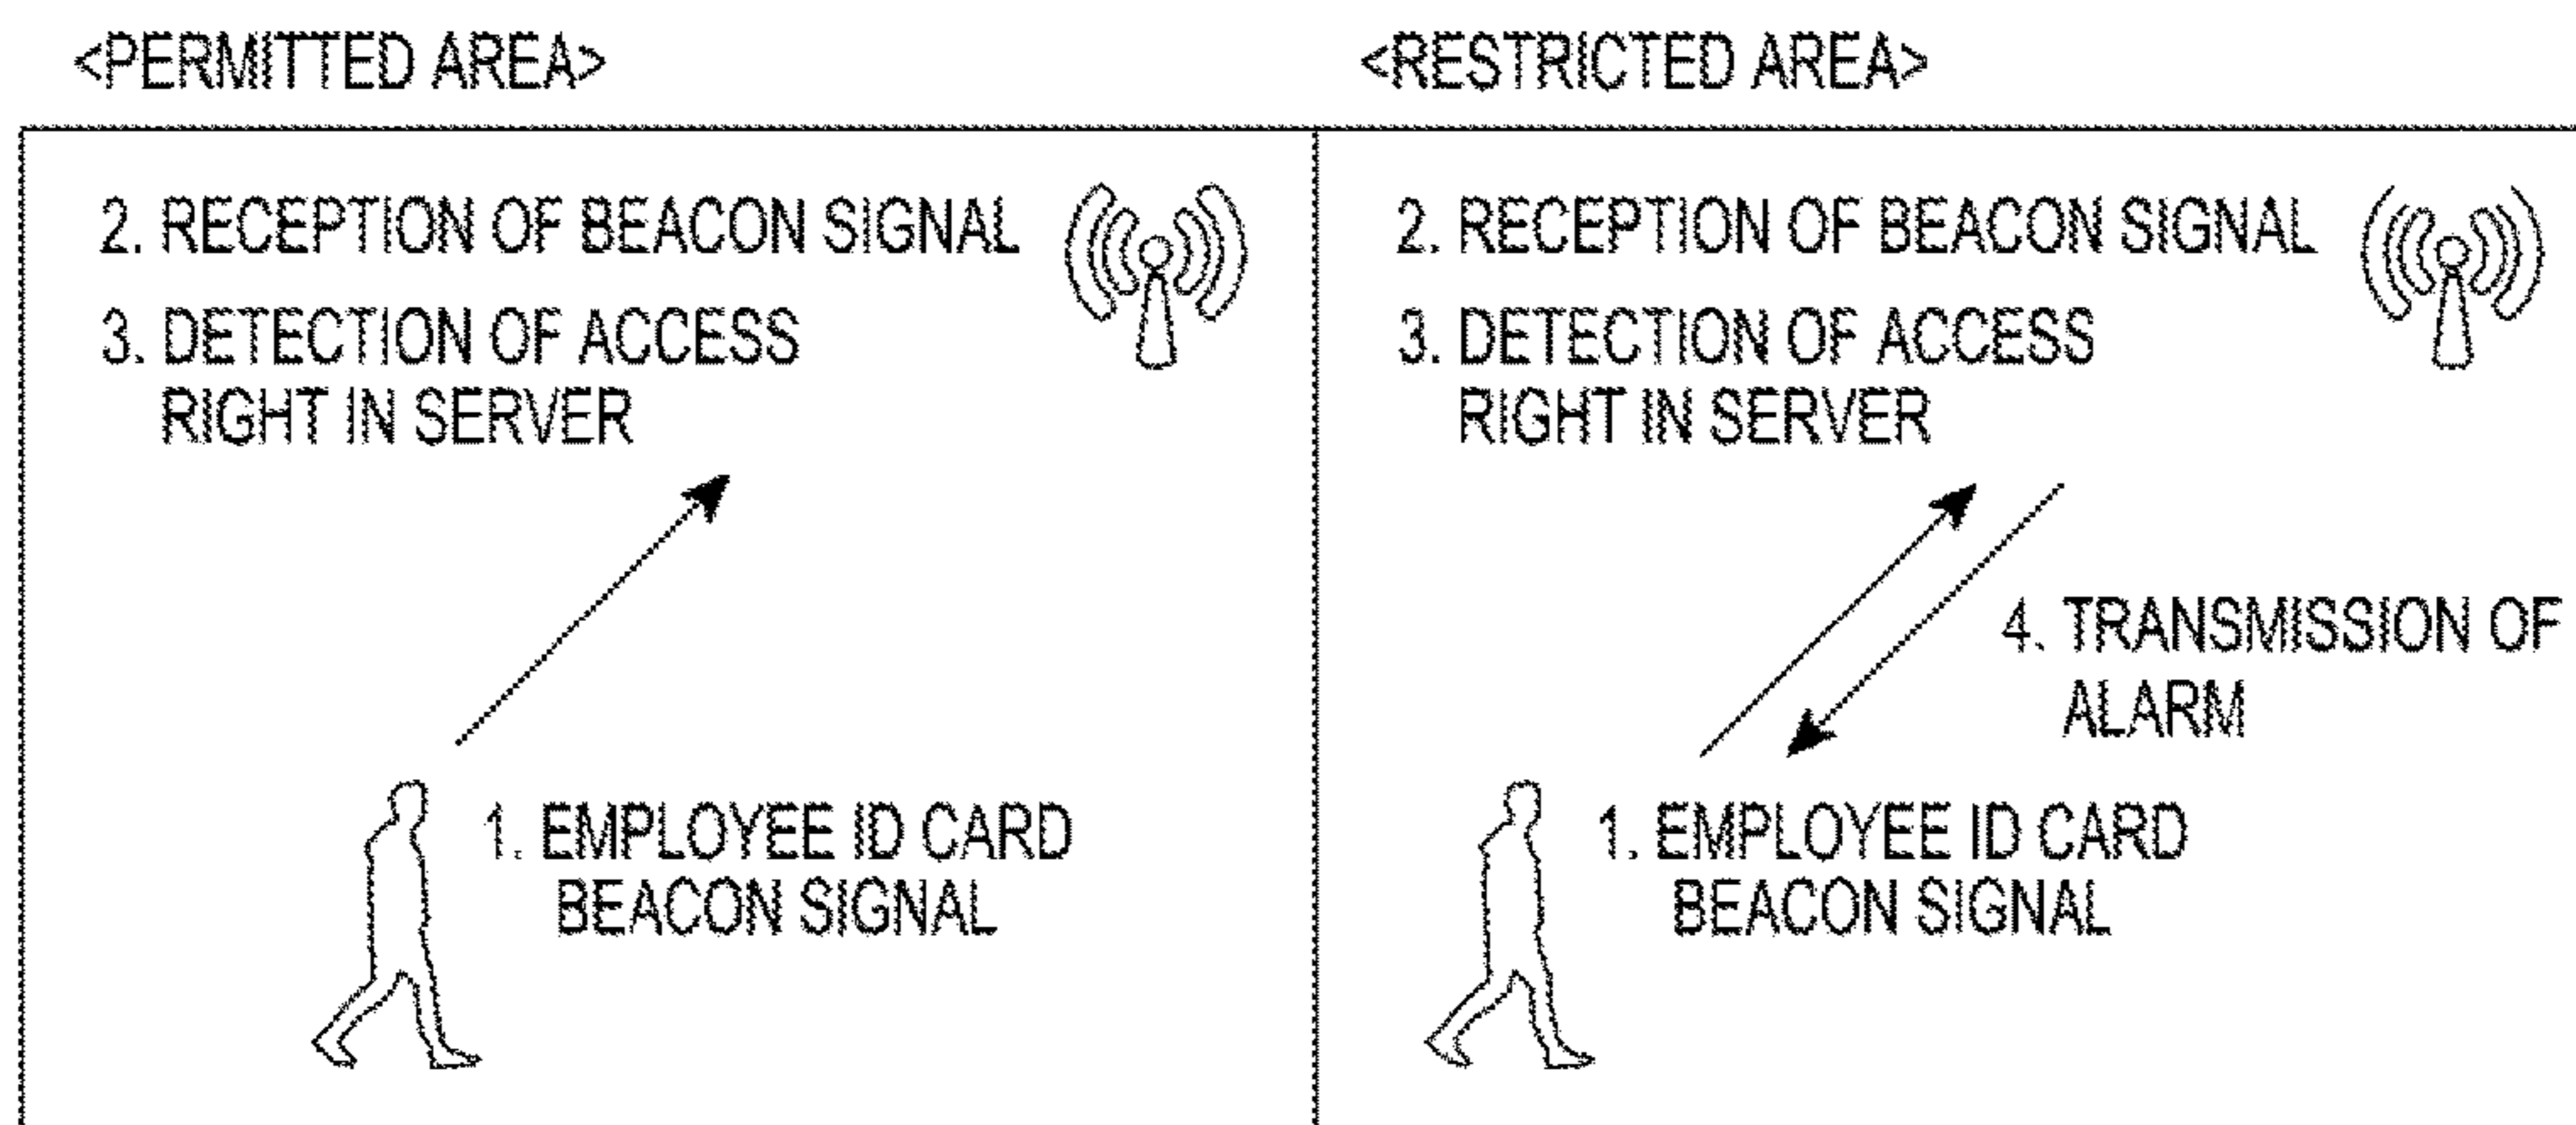 <PERMITTED AREA>
2. RECEPTION OF BEACON SIGNAL
3. DETECTION OF ACCESS
RIGHT IN SERVER
1. EMPLOYEE ID CARD
BEACON SIGNAL
<RESTRICTED AREA>
2. RECEPTION OF BEACON SIGNAL
3. DETECTION OF ACCESS
RIGHT IN SERVER
4. TRANSMISSION OF
ALARM
1. EMPLOYEE ID CARD
BEACON SIGNAL